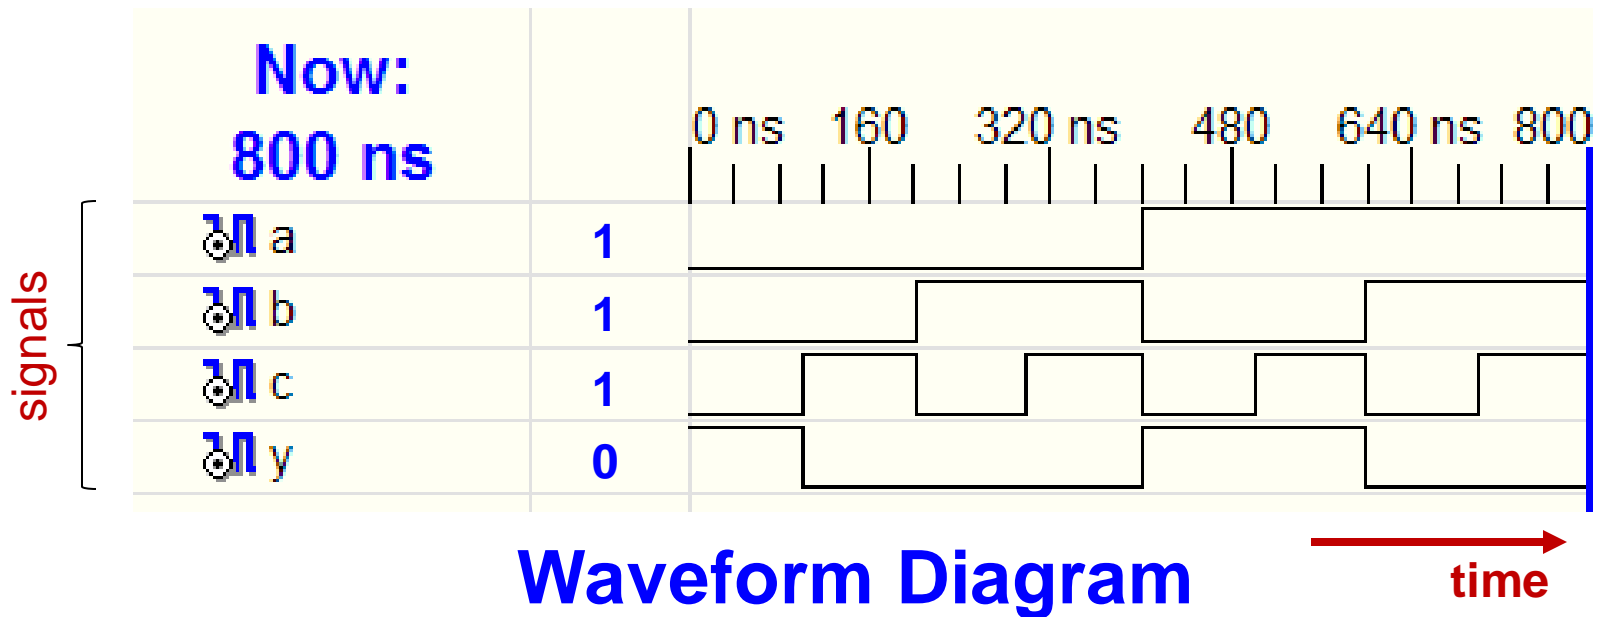 Now:
800 ns
0 ns 160 320 ns 480 640 ns 800
a 1
b 1
c 1
y 0
signals
Waveform Diagram
time